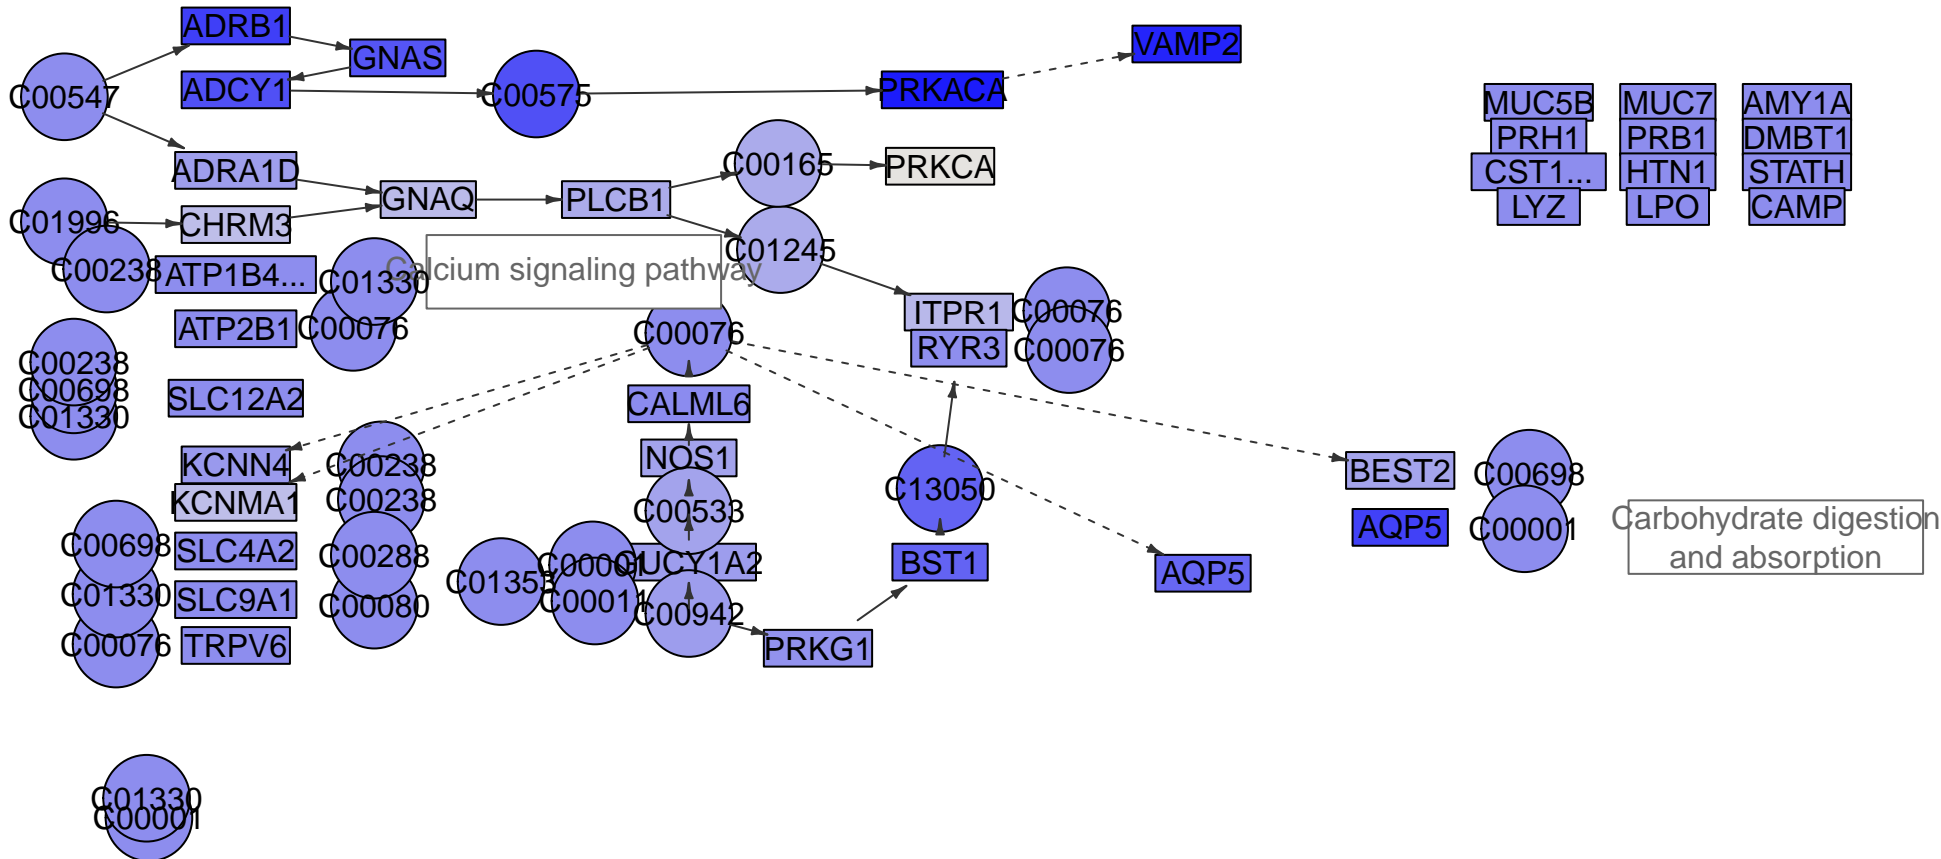 ADRB1
GNAS
VAMP2
C00547
ADCY1
C00575
PRKACA
MUC5B
MUC7
AMY1A
PRH1
PRB1
DMBT1
CST1...
HTN1
STATH
LYZ
LPO
CAMP
ADRA1D
C00165
PRKCA
GNAQ
PLCB1
C01996
CHRM3
C01245
C00238
ATP1B4...
C01330
Calcium signaling pathway
ATP2B1
C00076
C00076
ITPR1
C00076
RYR3
C00076
C00238
C00698
C01330
SLC12A2
CALML6
KCNN4
C00238
NOS1
KCNMA1
C00238
C00533
C13050
BEST2
C00698
AQP5
C00001
Carbohydrate digestion
and absorption
C00698
SLC4A2
C00288
C01353
C00001
GUCY1A2
BST1
AQP5
C01330
SLC9A1
C00080
C00011
C00942
C00076
TRPV6
PRKG1
C01330
C00001